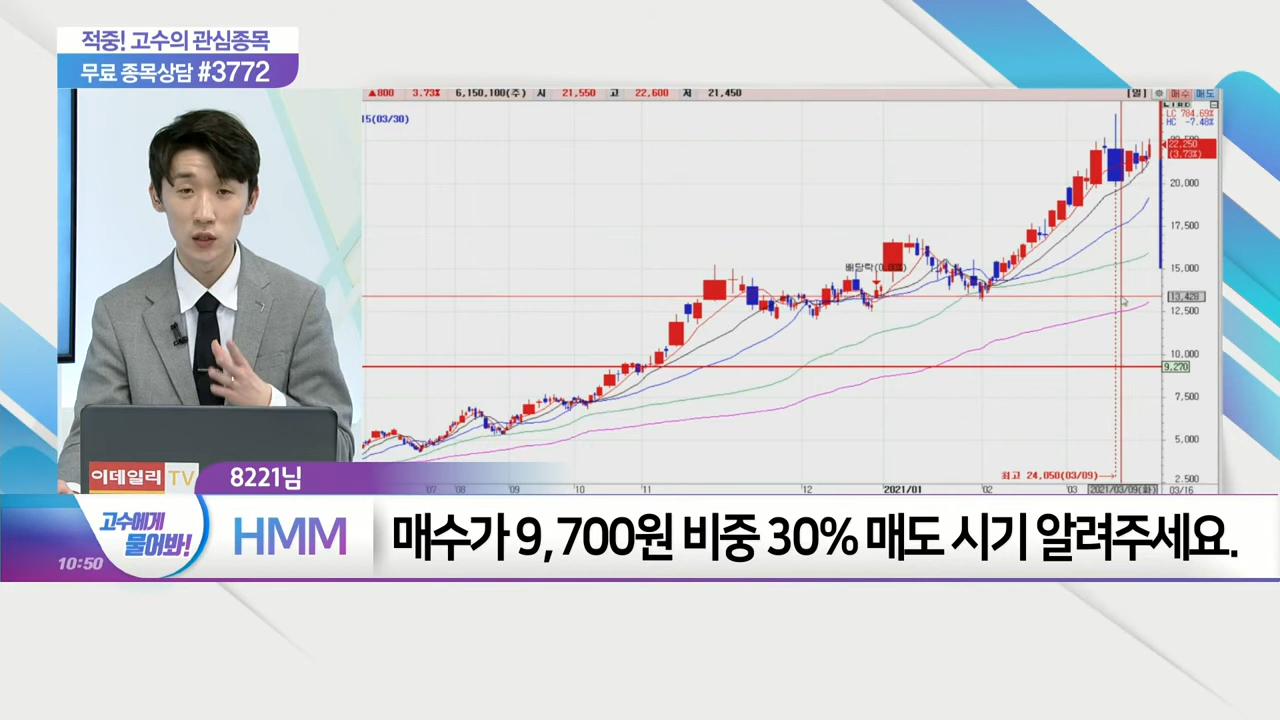 적중! 고수의 관심종목
무료 종목상담 #3772
▲800 3.73% 6,150,100(주) 시 21,550 고 22,600 저 21,450 [일] 매수 매도
15(03/30)
LC 784.69%
HC -7.48%
22,250
(3.73%)
20,000
17,500
배당락
15,000
13,428
12,500
10,000
9,270
7,500
5,000
최고 24,050(03/09)
2,500
'07 '08 '09 '10 '11 '12 2021/01 '02 '03 2021/03/09(화) 03/16
이데일리 TV
8221님
고수에게
물어봐!
10:50
HMM
매수가 9,700원 비중 30% 매도 시기 알려주세요.